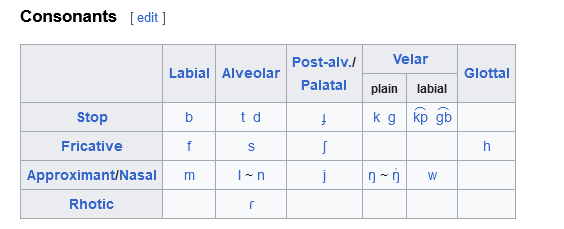 Consonants [ edit ]
Labial Alveolar Post-alv./Palatal Velar Glottal
plain labial
Stop b t d ɟ k ɡ k͡p ɡ͡b
Fricative f s ʃ h
Approximant/Nasal m l ~ n j ŋ ~ ŋ̍ w
Rhotic ɾ